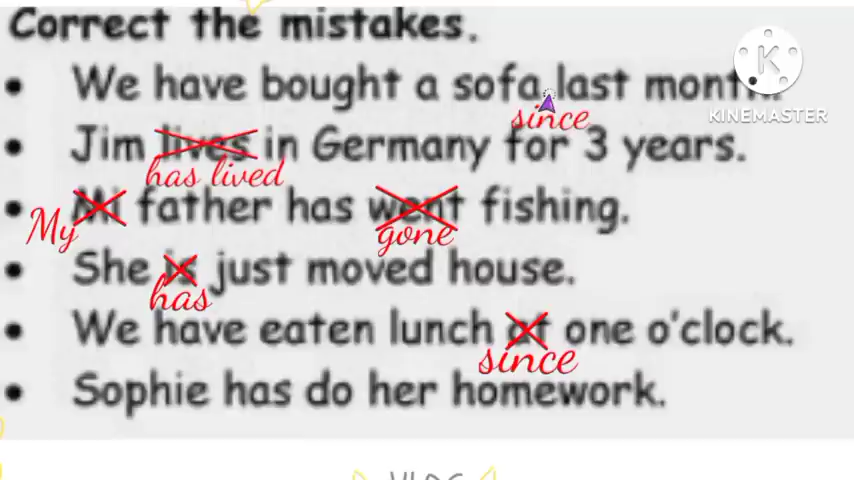 Correct the mistakes.
• We have bought a sofa last month.
since
• Jim lives in Germany for 3 years.
has lived
• Mi father has went fishing.
My gone
• She is just moved house.
has
• We have eaten lunch at one o'clock.
since
• Sophie has do her homework.
K
KINEMASTER